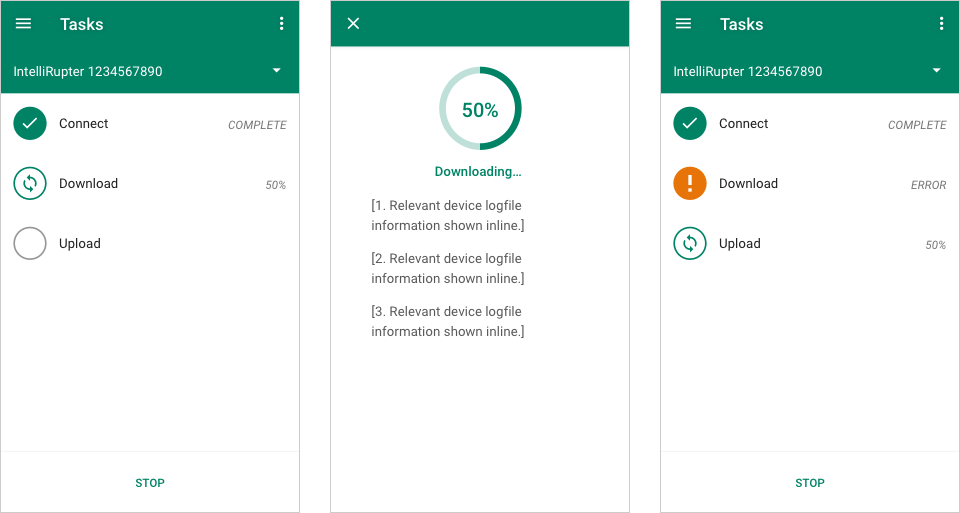 Tasks
IntelliRupter 1234567890
Connect
COMPLETE
Download
50%
Upload
STOP
50%
Downloading...
[1. Relevant device logfile
information shown inline.]
[2. Relevant device logfile
information shown inline.]
[3. Relevant device logfile
information shown inline.]
Tasks
IntelliRupter 1234567890
Connect
COMPLETE
Download
ERROR
Upload
50%
STOP